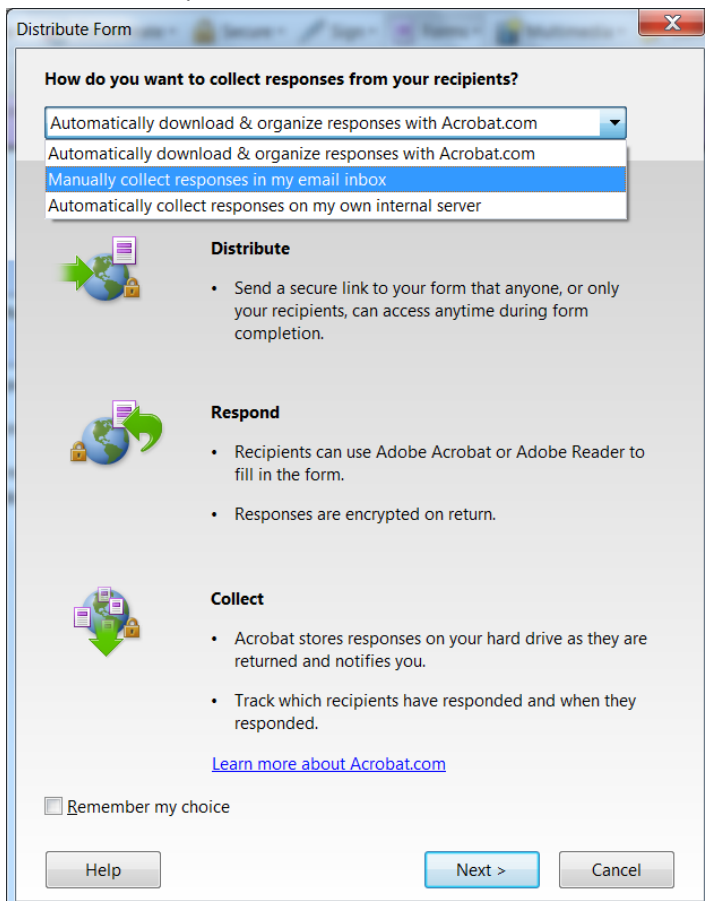 Distribute Form
How do you want to collect responses from your recipients?
Automatically download & organize responses with Acrobat.com
Automatically download & organize responses with Acrobat.com
Manually collect responses in my email inbox
Automatically collect responses on my own internal server
Distribute
• Send a secure link to your form that anyone, or only
your recipients, can access anytime during form
completion.
Respond
• Recipients can use Adobe Acrobat or Adobe Reader to
fill in the form.
• Responses are encrypted on return.
Collect
• Acrobat stores responses on your hard drive as they are
returned and notifies you.
• Track which recipients have responded and when they
responded.
Learn more about Acrobat.com
Remember my choice
Help
Next >
Cancel